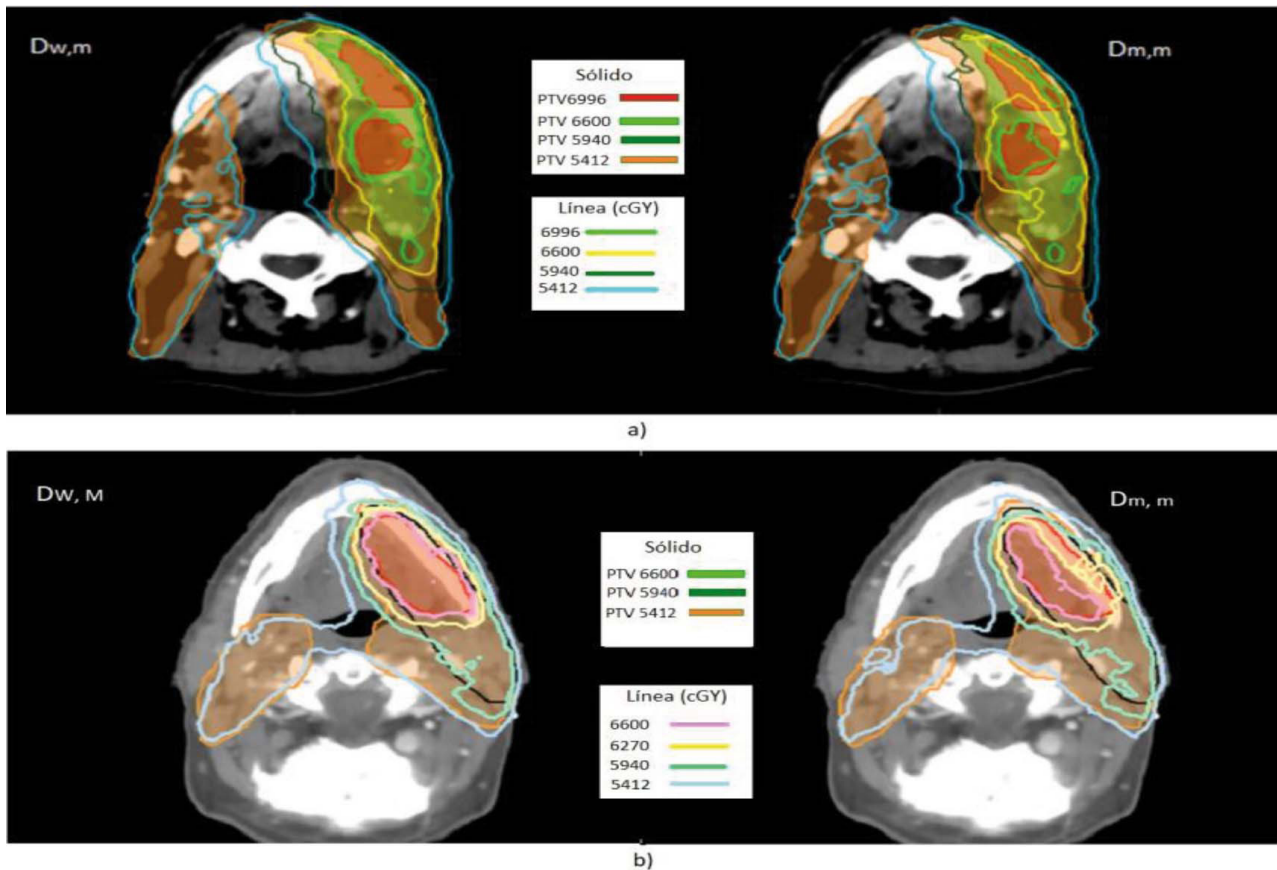 Dw,m
Dm,m
Sólido
PTV6996
PTV 6600
PTV 5940
PTV 5412
Línea (cGY)
6996
6600
5940
5412
a)
Dw, M
Dm, m
Sólido
PTV 6600
PTV 5940
PTV 5412
Línea (cGY)
6600
6270
5940
5412
b)